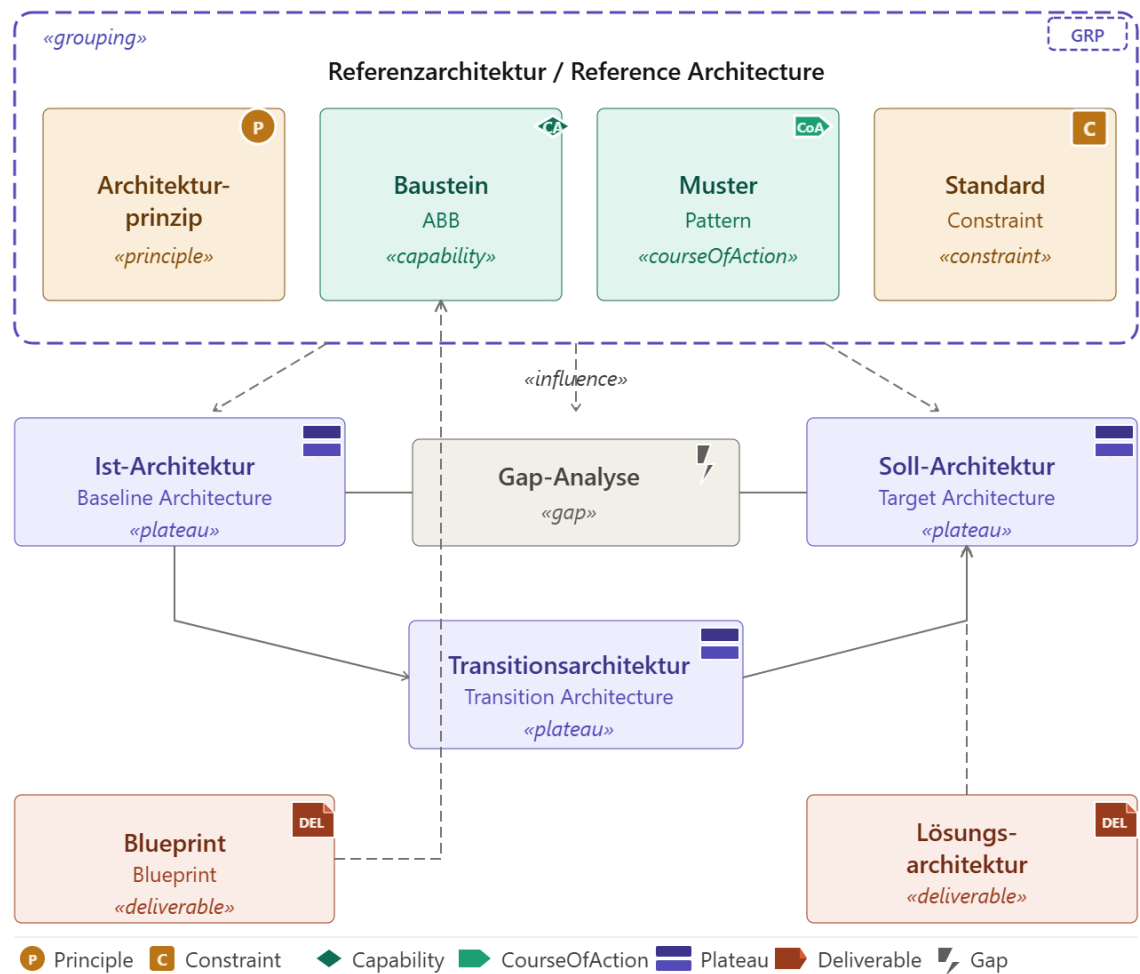 «grouping»
GRP
Referenzarchitektur / Reference Architecture
P
Architektur-
prinzip
«principle»
CA
Baustein
ABB
«capability»
CoA
Muster
Pattern
«courseOfAction»
C
Standard
Constraint
«constraint»
«influence»
Ist-Architektur
Baseline Architecture
«plateau»
Gap-Analyse
«gap»
Soll-Architektur
Target Architecture
«plateau»
Transitionsarchitektur
Transition Architecture
«plateau»
DEL
Blueprint
Blueprint
«deliverable»
DEL
Lösungs-
architektur
«deliverable»
P Principle C Constraint Capability CourseOfAction Plateau Deliverable Gap